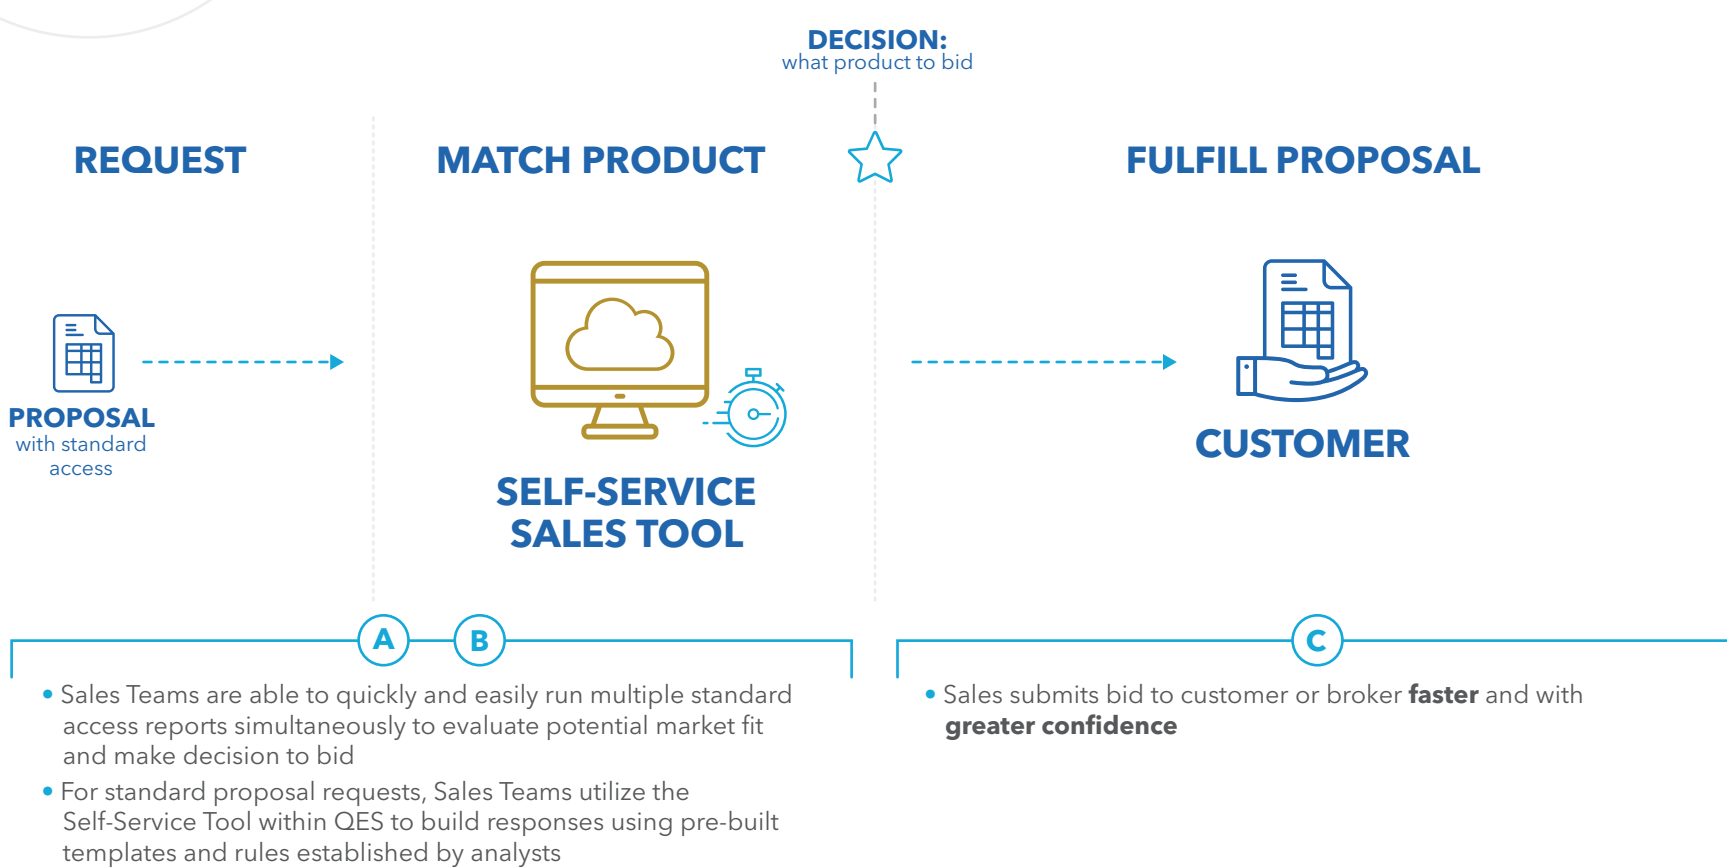 DECISION:
what product to bid
REQUEST
MATCH PRODUCT
FULFILL PROPOSAL
PROPOSAL
with standard
access
SELF-SERVICE
SALES TOOL
CUSTOMER
A
B
• Sales Teams are able to quickly and easily run multiple standard
access reports simultaneously to evaluate potential market fit
and make decision to bid
• For standard proposal requests, Sales Teams utilize the
Self-Service Tool within QES to build responses using pre-built
templates and rules established by analysts
C
• Sales submits bid to customer or broker faster and with
greater confidence